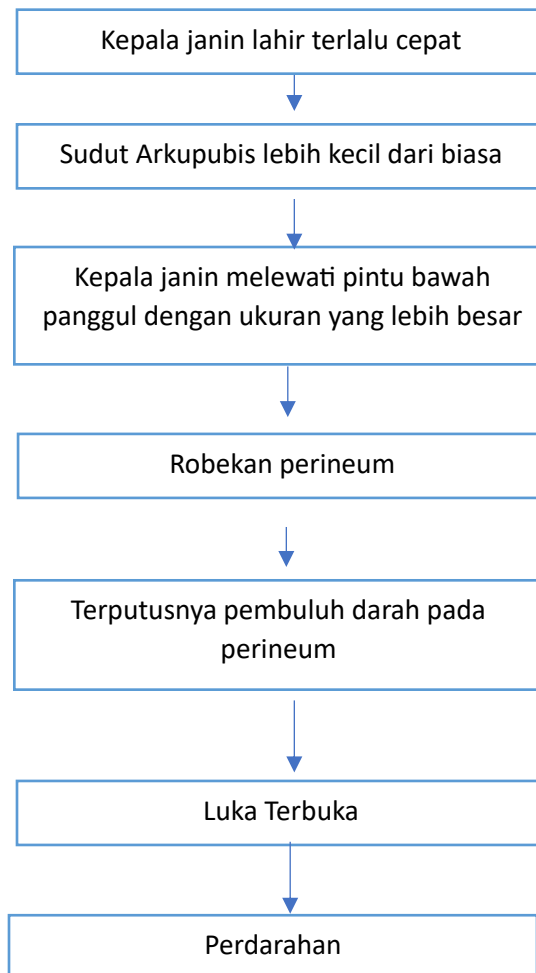 Kepala janin lahir terlalu cepat
Sudut Arkupubis lebih kecil dari biasa
Kepala janin melewati pintu bawah
panggul dengan ukuran yang lebih besar
Robekan perineum
Terputusnya pembuluh darah pada
perineum
Luka Terbuka
Perdarahan